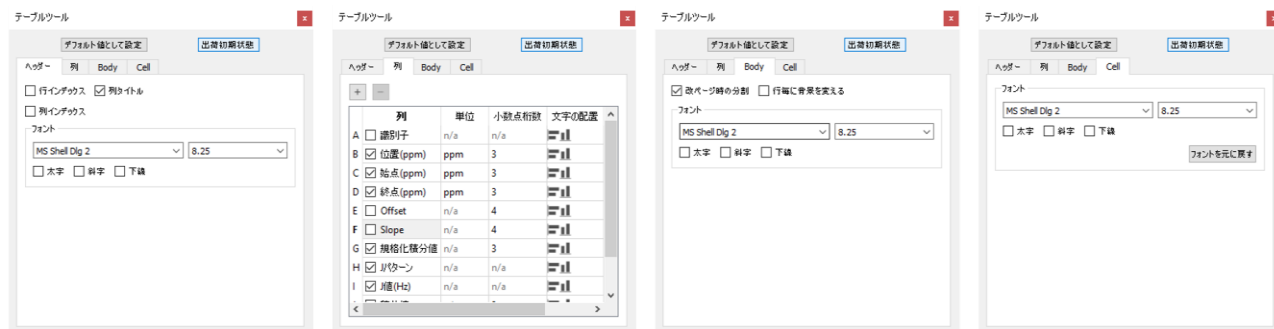 テーブルツール
x
デフォルト値として設定
出荷初期状態
ヘッダー 列 Body Cell
行インデックス 列タイトル
列インデックス
フォント
MS Shell Dlg 2 8.25
太字 斜字 下線
テーブルツール
x
デフォルト値として設定
出荷初期状態
ヘッダー 列 Body Cell
+ −
列 単位 小数点桁数 文字の配置
A 識別子 n/a n/a
B 位置(ppm) ppm 3
C 始点(ppm) ppm 3
D 終点(ppm) ppm 3
E Offset n/a 4
F Slope n/a 4
G 規格化積分値 n/a 3
H Jパターン n/a n/a
I J値(Hz) n/a n/a
テーブルツール
x
デフォルト値として設定
出荷初期状態
ヘッダー 列 Body Cell
改ページ時の分割 行毎に背景を変える
フォント
MS Shell Dlg 2 8.25
太字 斜字 下線
テーブルツール
x
デフォルト値として設定
出荷初期状態
ヘッダー 列 Body Cell
フォント
MS Shell Dlg 2 8.25
太字 斜字 下線
フォントを元に戻す